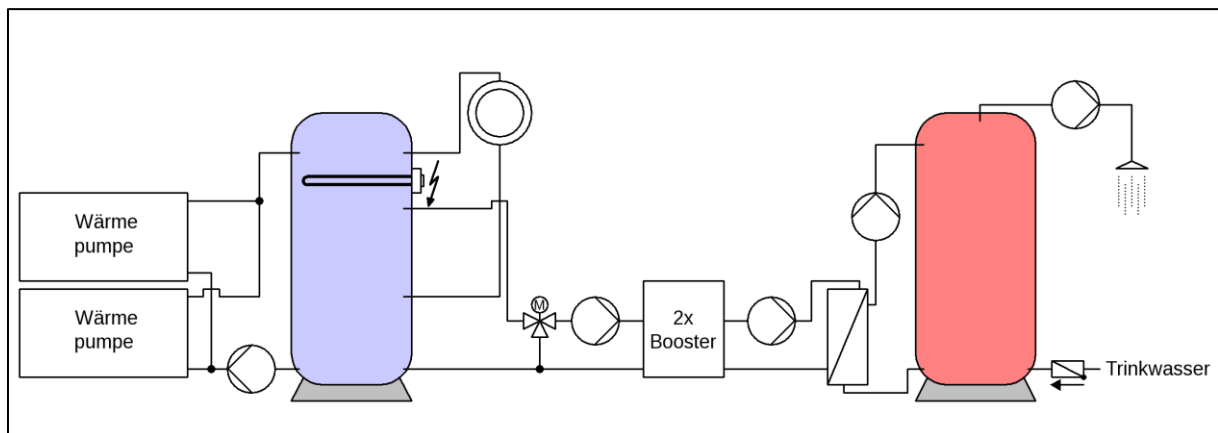 Wärme
pumpe
Wärme
pumpe
M
2x
Booster
Trinkwasser